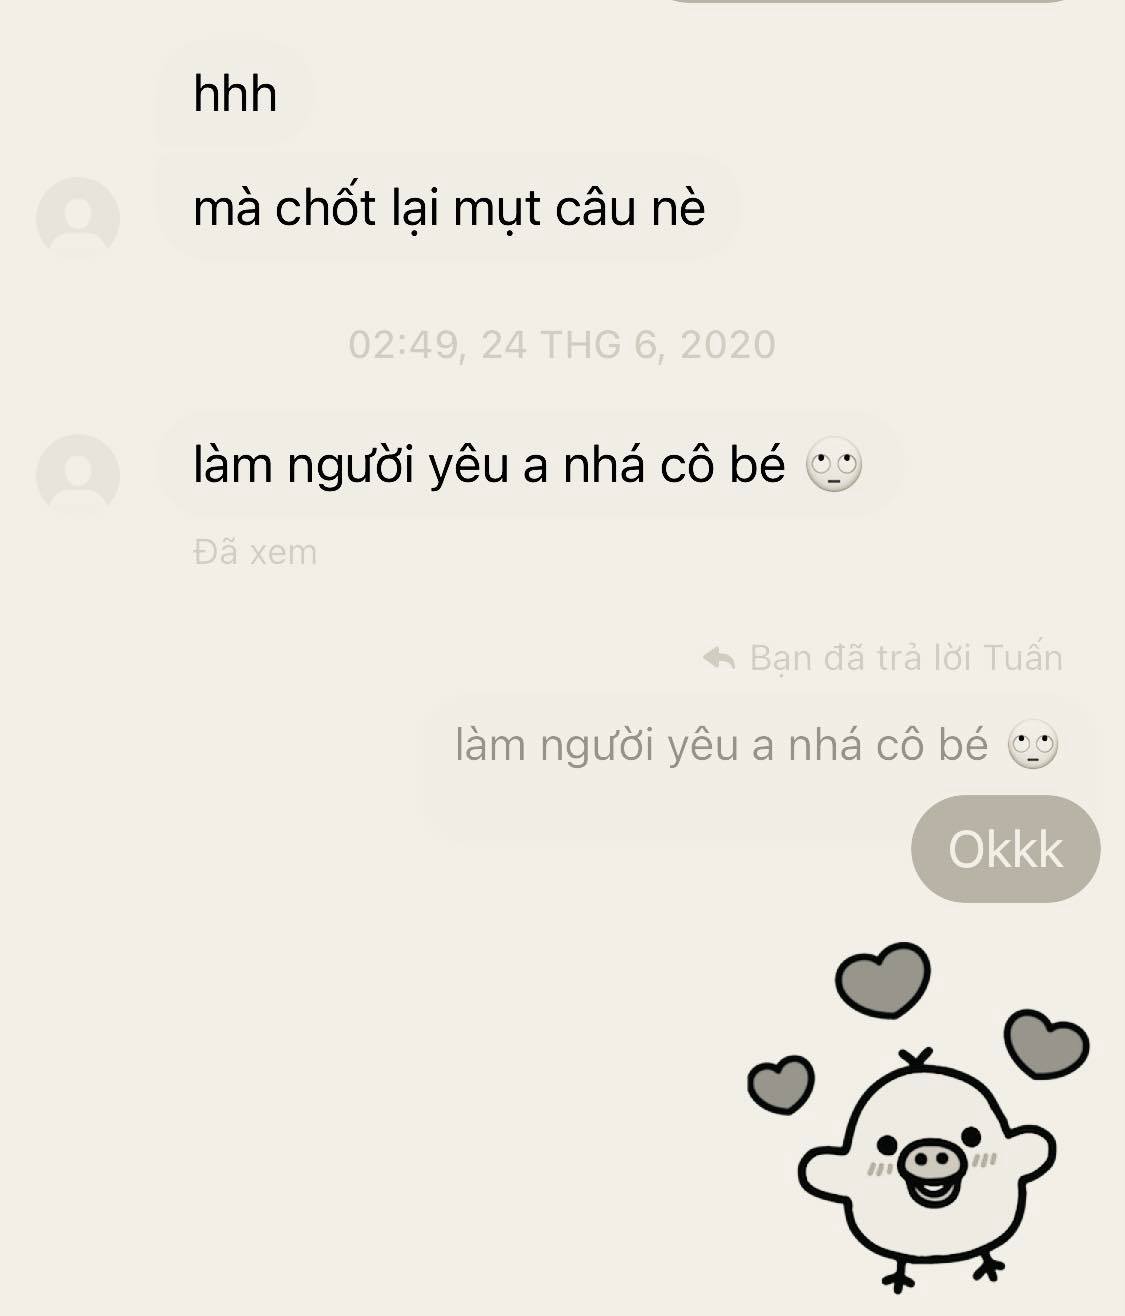 hhh
mà chốt lại mụt câu nè
02:49, 24 THG 6, 2020
làm người yêu a nhá cô bé 🙄
Đã xem
Bạn đã trả lời Tuấn
làm người yêu a nhá cô bé 🙄
Okkk